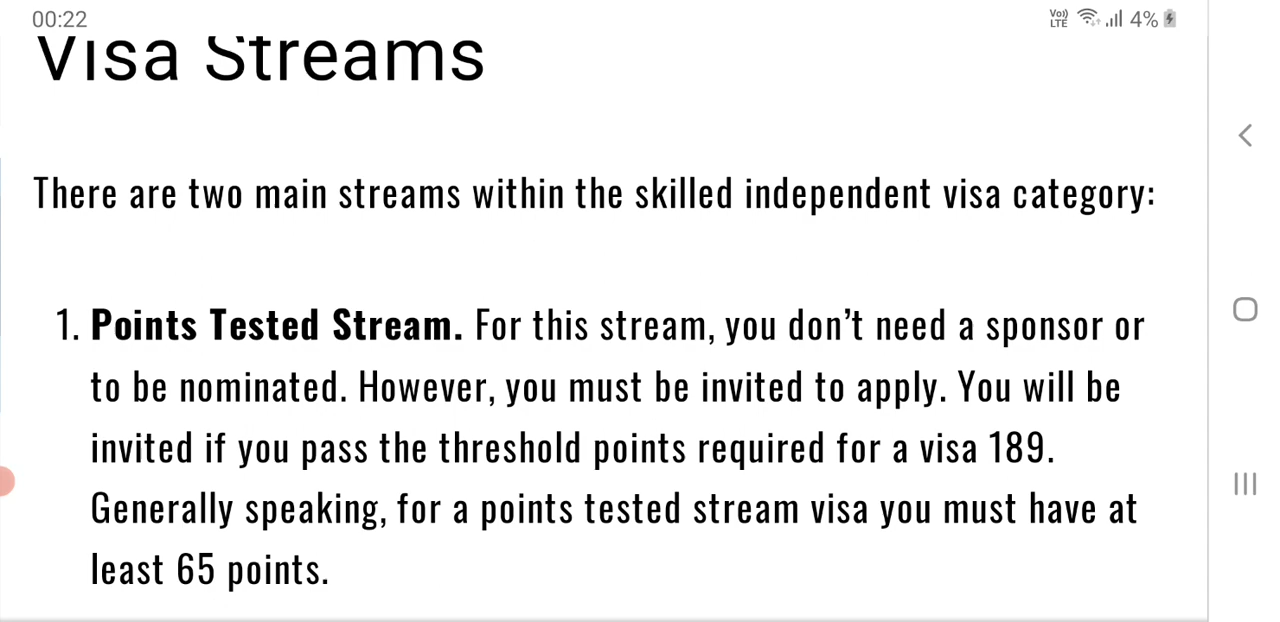 00:22
Vo)) LTE 4%
Visa Streams
There are two main streams within the skilled independent visa category:
1. Points Tested Stream. For this stream, you don't need a sponsor or
to be nominated. However, you must be invited to apply. You will be
invited if you pass the threshold points required for a visa 189.
Generally speaking, for a points tested stream visa you must have at
least 65 points.